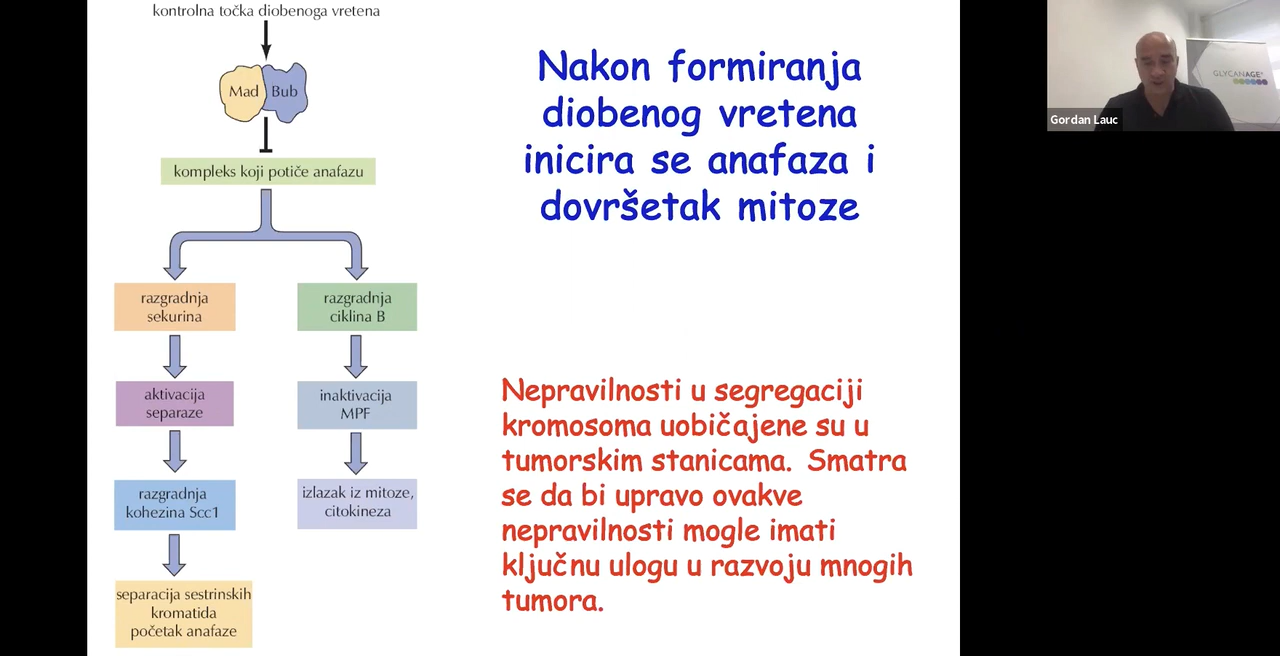 kontrolna točka diobenoga vretena
Mad Bub
kompleks koji potiče anafazu
razgradnja
sekurina
razgradnja
ciklina B
aktivacija
separaze
inaktivacija
MPF
razgradnja
kohezina Scc1
izlazak iz mitoze,
citokineza
separacija sestrinskih
kromatida
početak anafaze
Nakon formiranja
diobenog vretena
inicira se anafaza i
dovršetak mitoze
Nepravilnosti u segregaciji
kromosoma uobičajene su u
tumorskim stanicama. Smatra
se da bi upravo ovakve
nepravilnosti mogle imati
ključnu ulogu u razvoju mnogih
tumora.
GLYCANAGE
Gordan Lauc